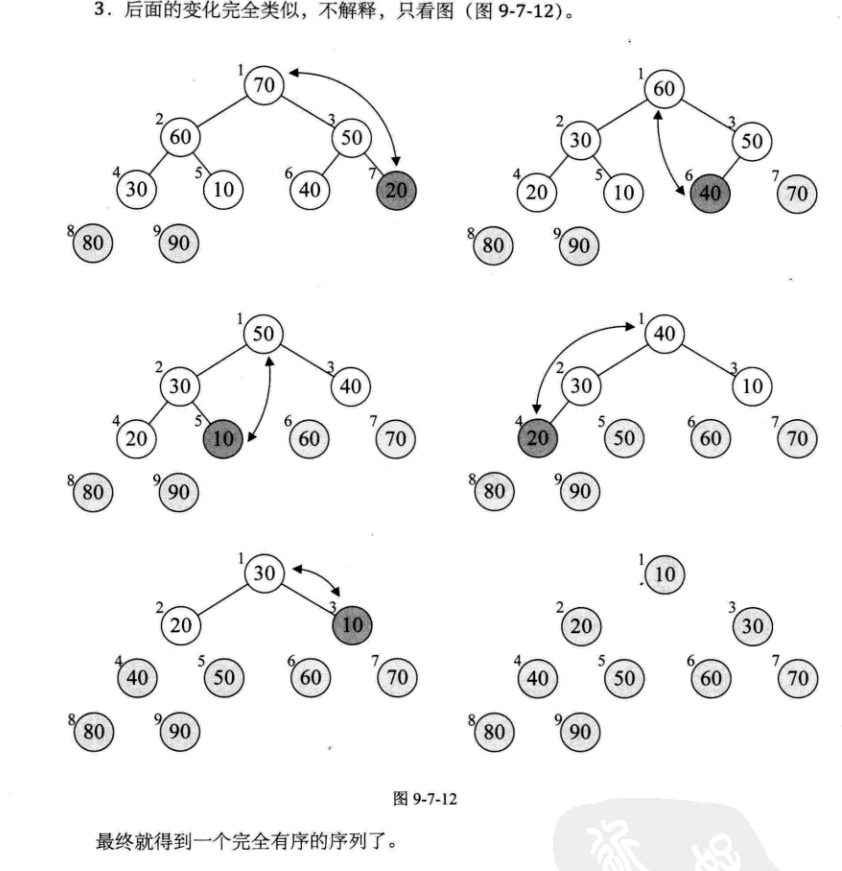 3．后面的变化完全类似，不解释，只看图（图 9-7-12）。
1 70
2 60 3 50
4 30 5 10 6 40 7 20
8 80 9 90
1 60
2 30 3 50
4 20 5 10 6 40 7 70
8 80 9 90
1 50
2 30 3 40
4 20 5 10 6 60 7 70
8 80 9 90
1 40
2 30 3 10
4 20 5 50 6 60 7 70
8 80 9 90
1 30
2 20 3 10
4 40 5 50 6 60 7 70
8 80 9 90
1 10
2 20 3 30
4 40 5 50 6 60 7 70
8 80 9 90
图 9-7-12
最终就得到一个完全有序的序列了。